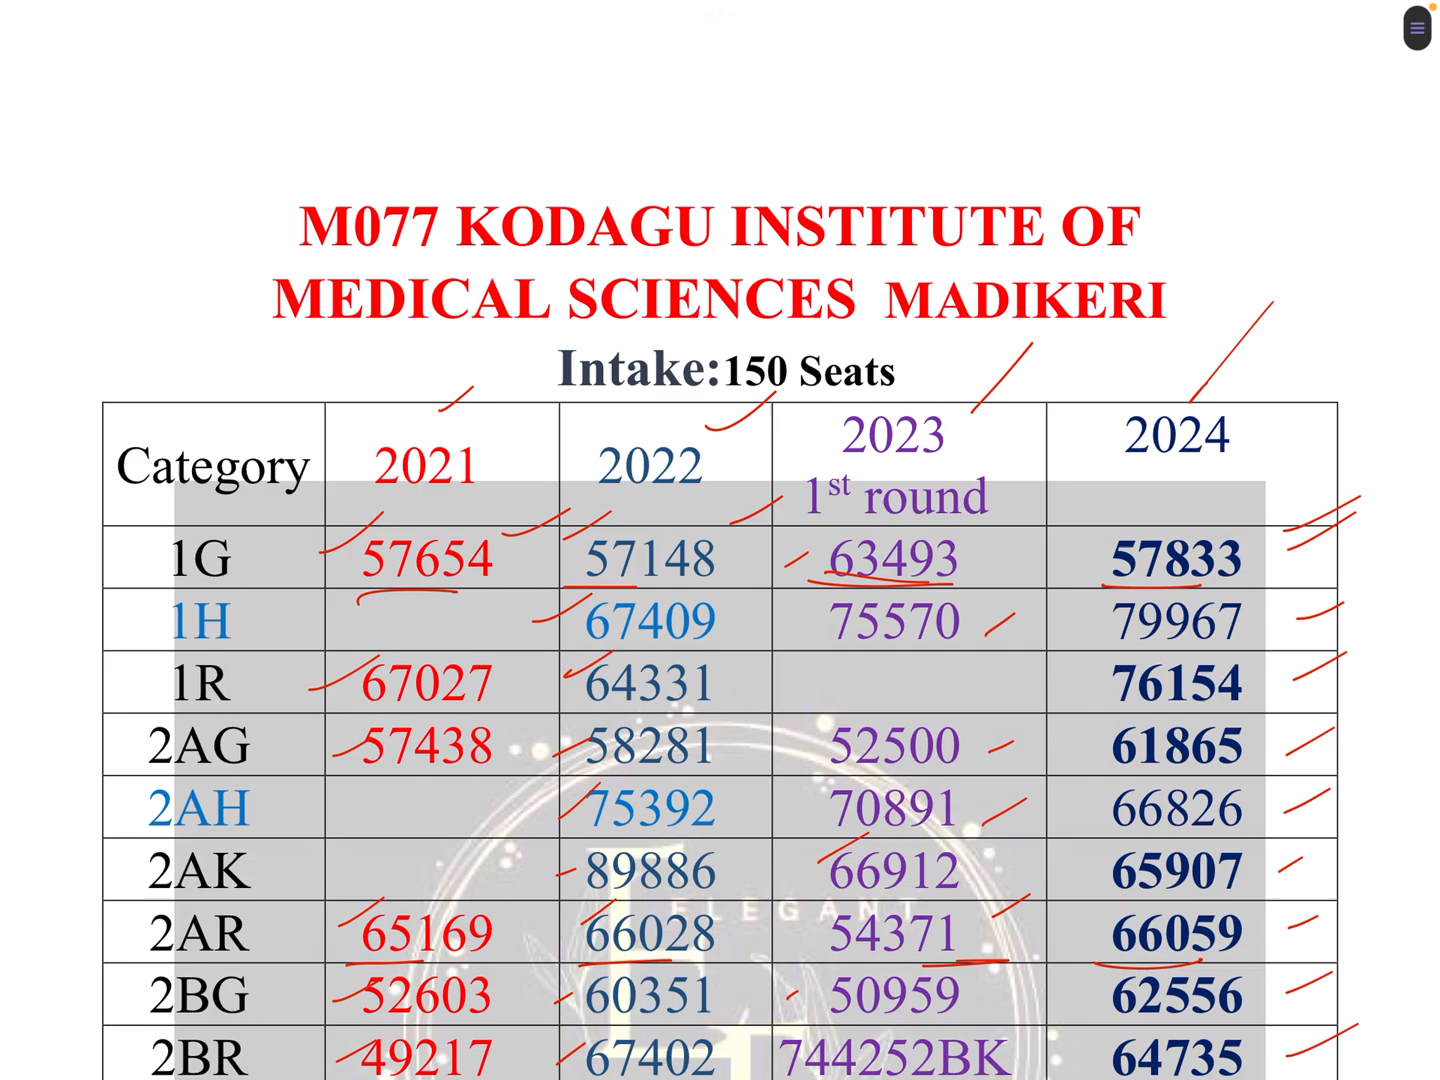 M077 KODAGU INSTITUTE OF
MEDICAL SCIENCES MADIKERI
Intake:150 Seats
Category 2021 2022 2023 1st round 2024
1G 57654 57148 63493 57833
1H 67409 75570 79967
1R 67027 64331 76154
2AG 57438 58281 52500 61865
2AH 75392 70891 66826
2AK 89886 66912 65907
ELEGANT
2AR 65169 66028 54371 66059
2BG 52603 60351 50959 62556
2BR 49217 67402 744252BK 64735